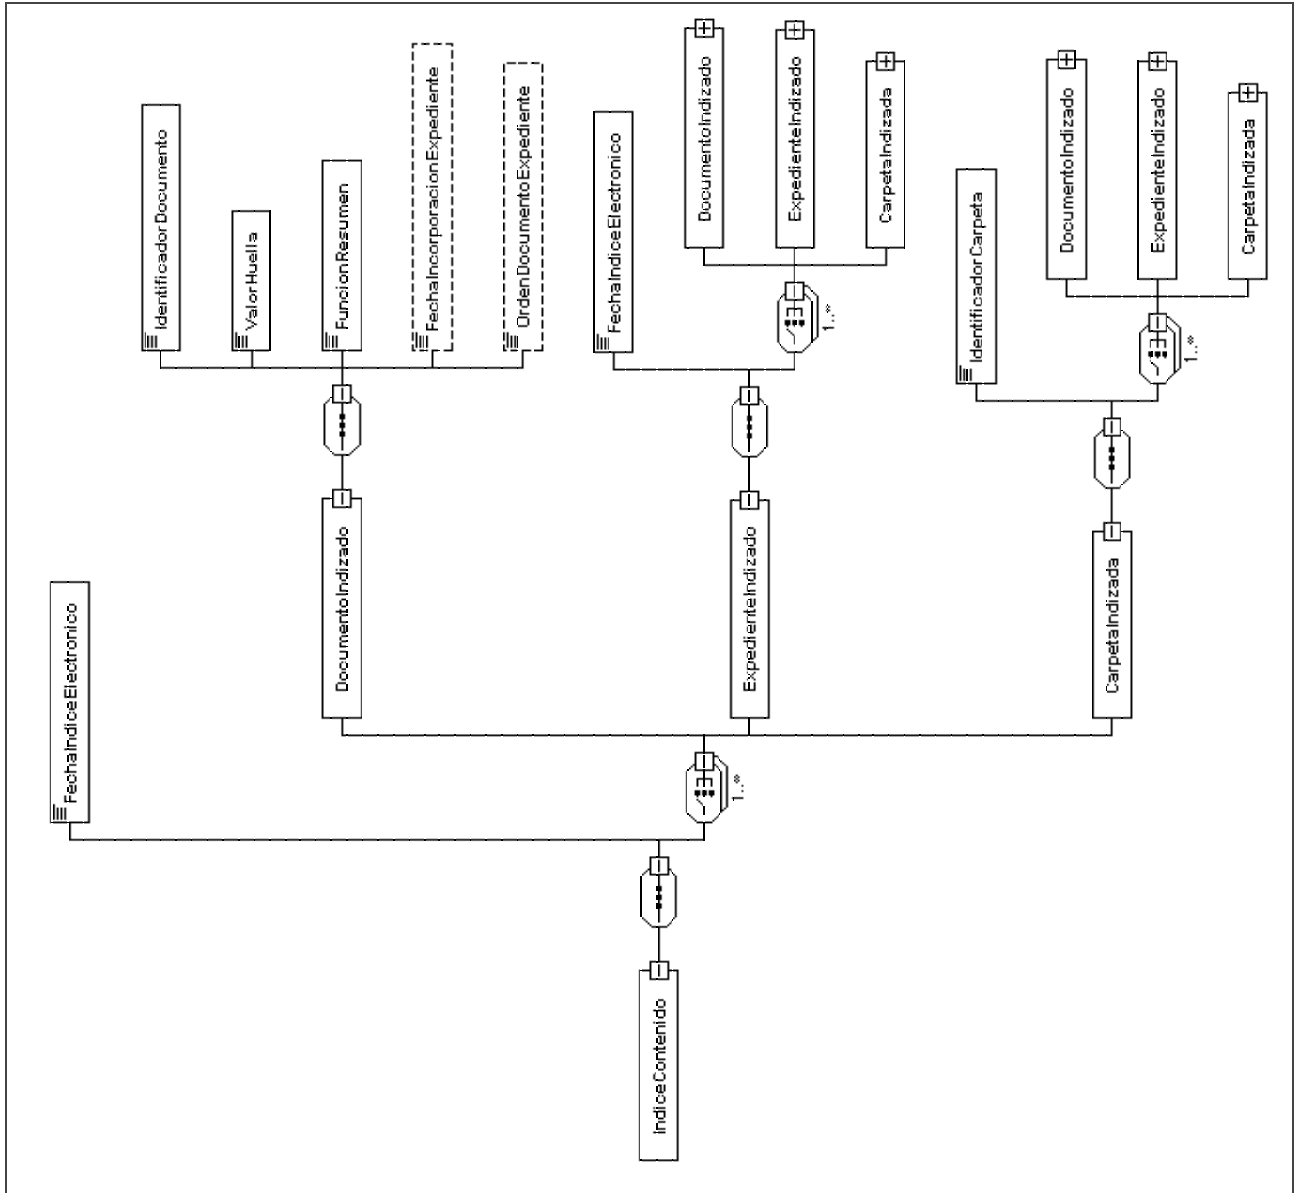 IndiceContenido
FechaIndiceElectronico
1..∞
DocumentoIndizado
IdentificadorDocumento
ValorHuella
FuncionResumen
FechaIncorporacionExpediente
OrdenDocumentoExpediente
ExpedienteIndizado
FechaIndiceElectronico
1..∞
DocumentoIndizado
ExpedienteIndizado
CarpetaIndizada
CarpetaIndizada
IdentificadorCarpeta
1..∞
DocumentoIndizado
ExpedienteIndizado
CarpetaIndizada